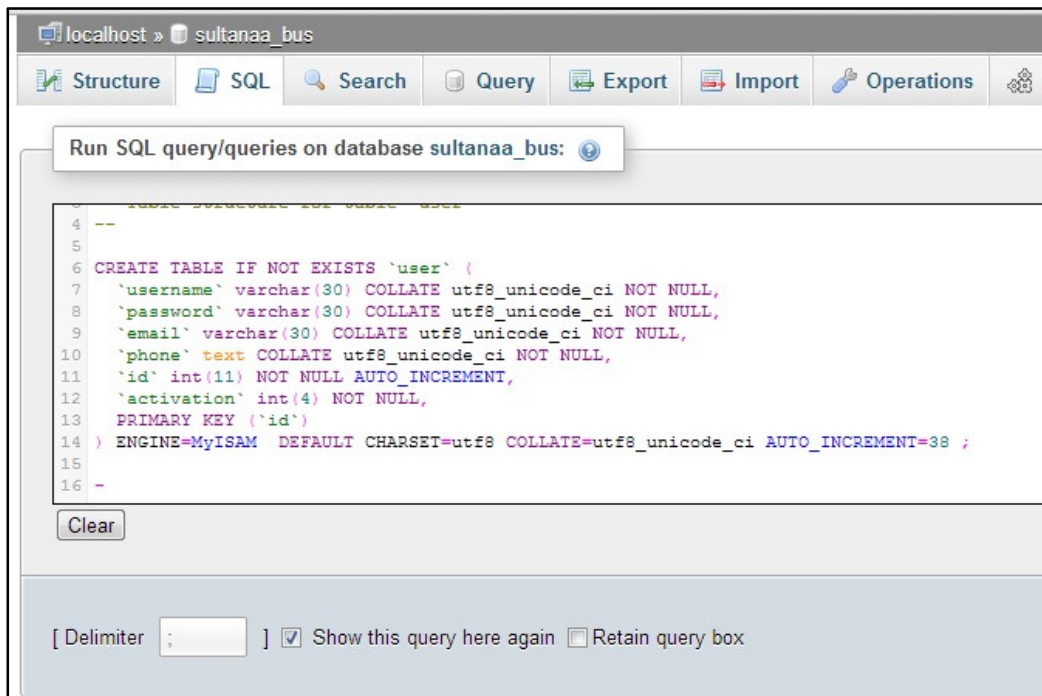 localhost » sultanaa_bus
Structure SQL Search Query Export Import Operations
Run SQL query/queries on database sultanaa_bus:
4 --
5
6 CREATE TABLE IF NOT EXISTS `user` (
7 `username` varchar(30) COLLATE utf8_unicode_ci NOT NULL,
8 `password` varchar(30) COLLATE utf8_unicode_ci NOT NULL,
9 `email` varchar(30) COLLATE utf8_unicode_ci NOT NULL,
10 `phone` text COLLATE utf8_unicode_ci NOT NULL,
11 `id` int(11) NOT NULL AUTO_INCREMENT,
12 `activation` int(4) NOT NULL,
13 PRIMARY KEY (`id`)
14 ) ENGINE=MyISAM DEFAULT CHARSET=utf8 COLLATE=utf8_unicode_ci AUTO_INCREMENT=38 ;
15
16 -
Clear
[ Delimiter ; ] Show this query here again Retain query box